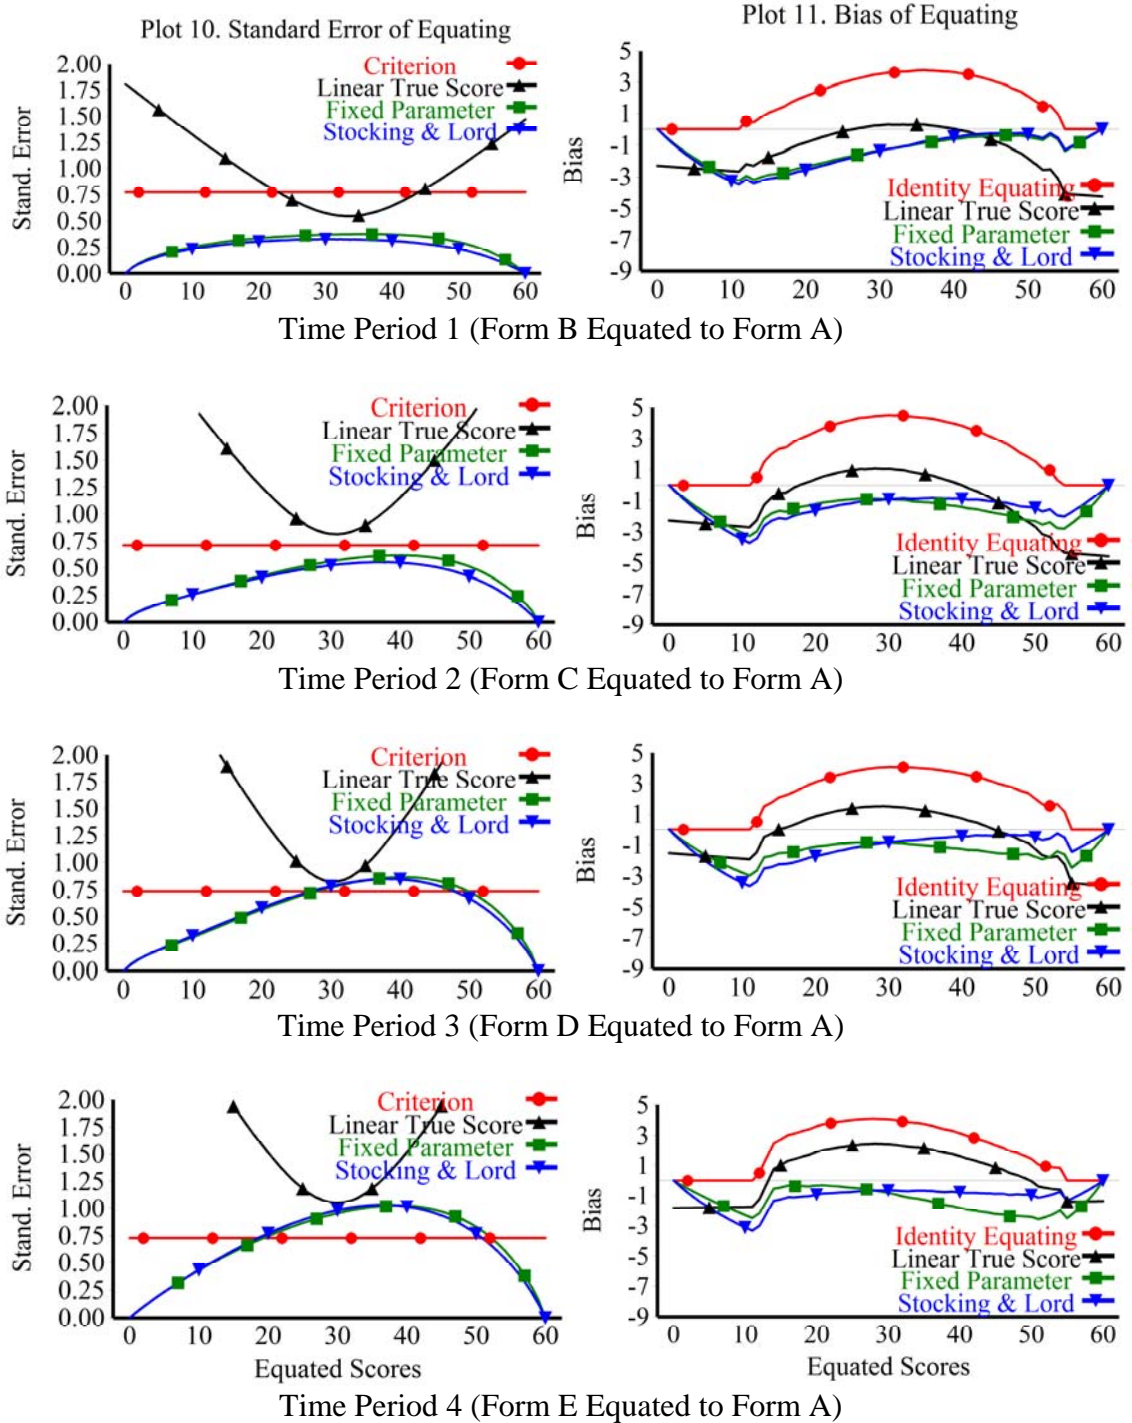 Plot 10. Standard Error of Equating
Plot 11. Bias of Equating
2.00
1.75
1.50
1.25
1.00
0.75
0.50
0.25
0.00
Stand. Error
Criterion
Linear True Score
Fixed Parameter
Stocking & Lord
0 10 20 30 40 50 60
5
3
1
-1
-3
-5
-7
-9
Bias
Identity Equating
Linear True Score
Fixed Parameter
Stocking & Lord
0 10 20 30 40 50 60
Time Period 1 (Form B Equated to Form A)
2.00
1.75
1.50
1.25
1.00
0.75
0.50
0.25
0.00
Stand. Error
Criterion
Linear True Score
Fixed Parameter
Stocking & Lord
0 10 20 30 40 50 60
5
3
1
-1
-3
-5
-7
-9
Bias
Identity Equating
Linear True Score
Fixed Parameter
Stocking & Lord
0 10 20 30 40 50 60
Time Period 2 (Form C Equated to Form A)
2.00
1.75
1.50
1.25
1.00
0.75
0.50
0.25
0.00
Stand. Error
Criterion
Linear True Score
Fixed Parameter
Stocking & Lord
0 10 20 30 40 50 60
5
3
1
-1
-3
-5
-7
-9
Bias
Identity Equating
Linear True Score
Fixed Parameter
Stocking & Lord
0 10 20 30 40 50 60
Time Period 3 (Form D Equated to Form A)
2.00
1.75
1.50
1.25
1.00
0.75
0.50
0.25
0.00
Stand. Error
Criterion
Linear True Score
Fixed Parameter
Stocking & Lord
0 10 20 30 40 50 60
Equated Scores
5
3
1
-1
-3
-5
-7
-9
Bias
Identity Equating
Linear True Score
Fixed Parameter
Stocking & Lord
0 10 20 30 40 50 60
Equated Scores
Time Period 4 (Form E Equated to Form A)